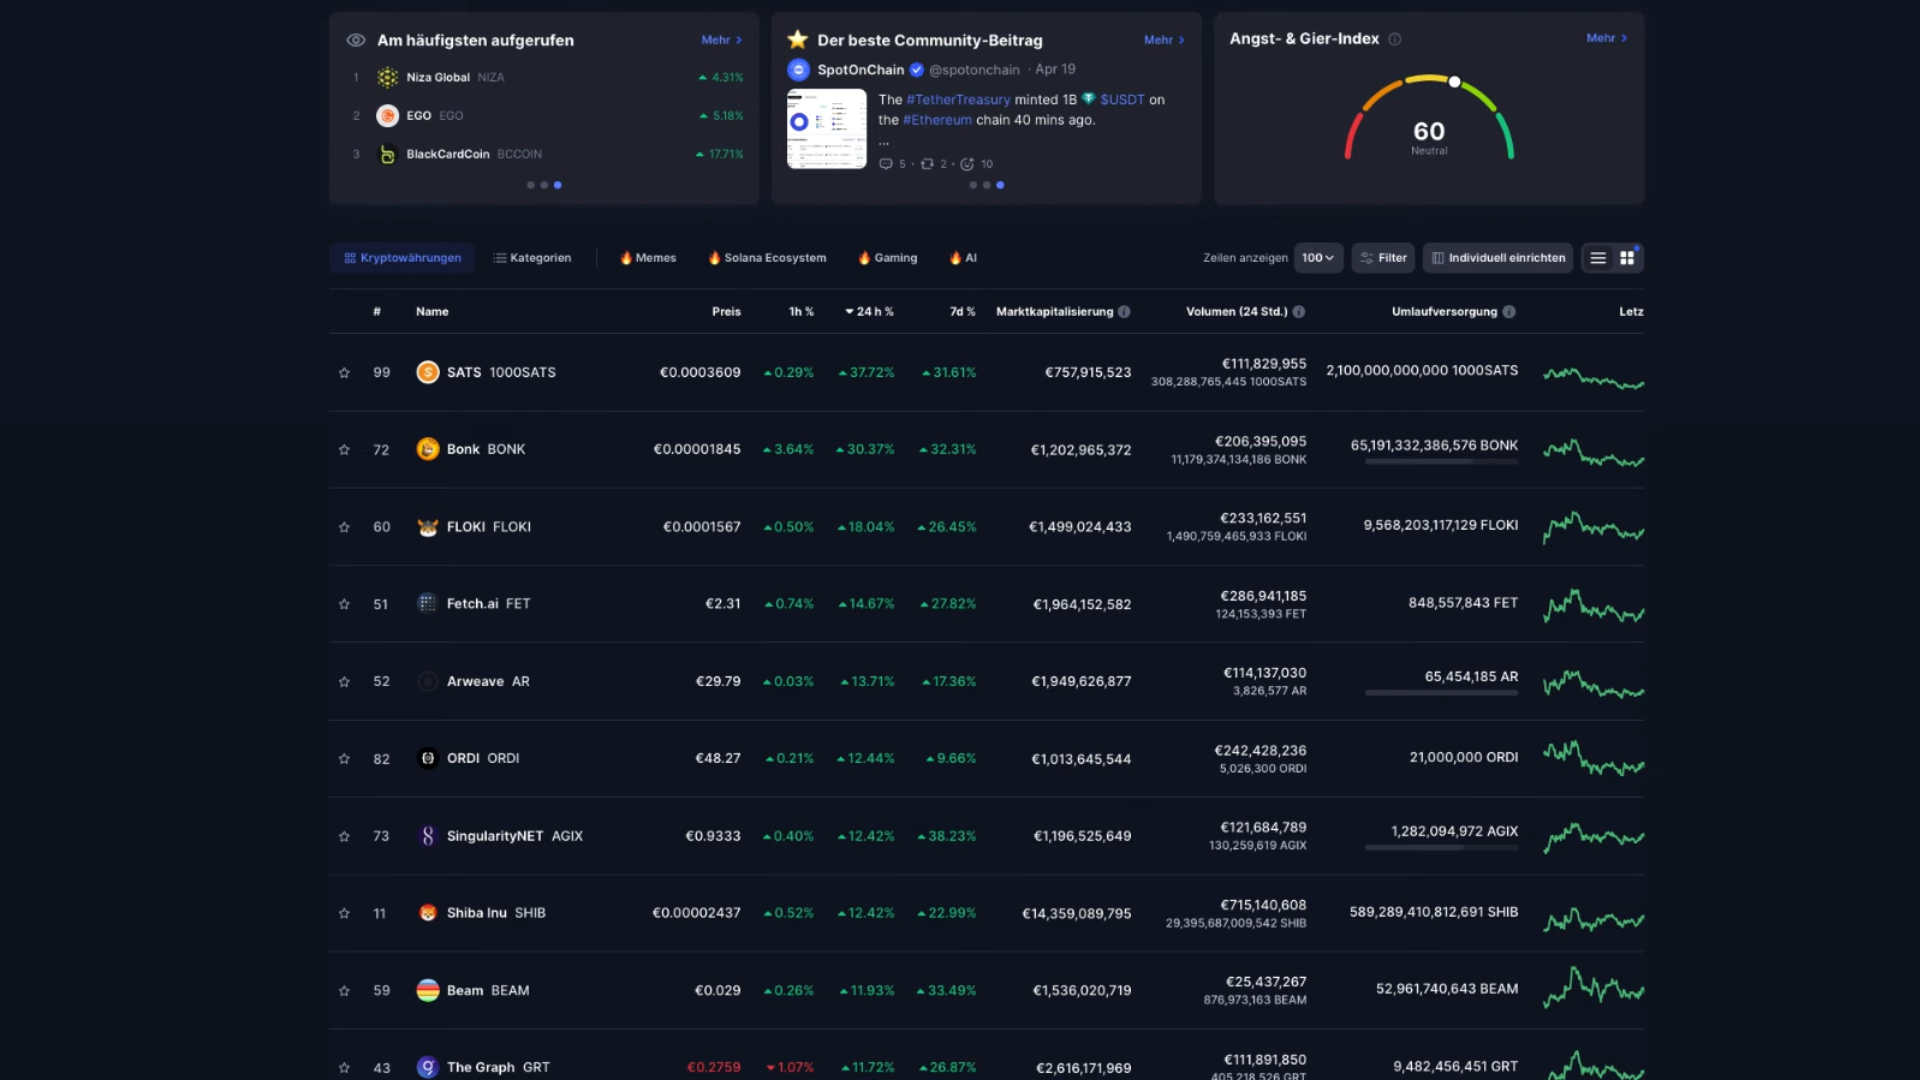 Am häufigsten aufgerufen Mehr
1 Niza Global NIZA 4.31%
2 EGO EGO 5.18%
3 BlackCardCoin BCCOIN 17.71%
Der beste Community-Beitrag Mehr
SpotOnChain @spotonchain · Apr 19
The #TetherTreasury minted 1B $USDT on
the #Ethereum chain 40 mins ago.
...
5 · 2 · 10
Angst- & Gier-Index Mehr
60
Neutral
Kryptowährungen Kategorien Memes Solana Ecosystem Gaming AI Zeilen anzeigen 100 Filter Individuell einrichten
# Name Preis 1h % 24 h % 7d % Marktkapitalisierung Volumen (24 Std.) Umlaufversorgung Letz
99 SATS 1000SATS €0.0003609 0.29% 37.72% 31.61% €757,915,523 €111,829,955 2,100,000,000,000 1000SATS
308,288,765,445 1000SATS
72 Bonk BONK €0.00001845 3.64% 30.37% 32.31% €1,202,965,372 €206,395,095 65,191,332,386,576 BONK
11,179,374,134,186 BONK
60 FLOKI FLOKI €0.0001567 0.50% 18.04% 26.45% €1,499,024,433 €233,162,551 9,568,203,117,129 FLOKI
1,490,759,465,933 FLOKI
51 Fetch.ai FET €2.31 0.74% 14.67% 27.82% €1,964,152,582 €286,941,185 848,557,843 FET
124,153,393 FET
52 Arweave AR €29.79 0.03% 13.71% 17.36% €1,949,626,877 €114,137,030 65,454,185 AR
3,826,577 AR
82 ORDI ORDI €48.27 0.21% 12.44% 9.66% €1,013,645,544 €242,428,236 21,000,000 ORDI
5,026,300 ORDI
73 SingularityNET AGIX €0.9333 0.40% 12.42% 38.23% €1,196,525,649 €121,684,789 1,282,094,972 AGIX
130,259,619 AGIX
11 Shiba Inu SHIB €0.00002437 0.52% 12.42% 22.99% €14,359,089,795 €715,140,608 589,289,410,812,691 SHIB
29,395,687,009,542 SHIB
59 Beam BEAM €0.029 0.26% 11.93% 33.49% €1,536,020,719 €25,437,267 52,961,740,643 BEAM
876,973,163 BEAM
43 The Graph GRT €0.2759 1.07% 11.72% 26.87% €2,616,171,969 €111,891,850 9,482,456,451 GRT
405,218,526 GRT